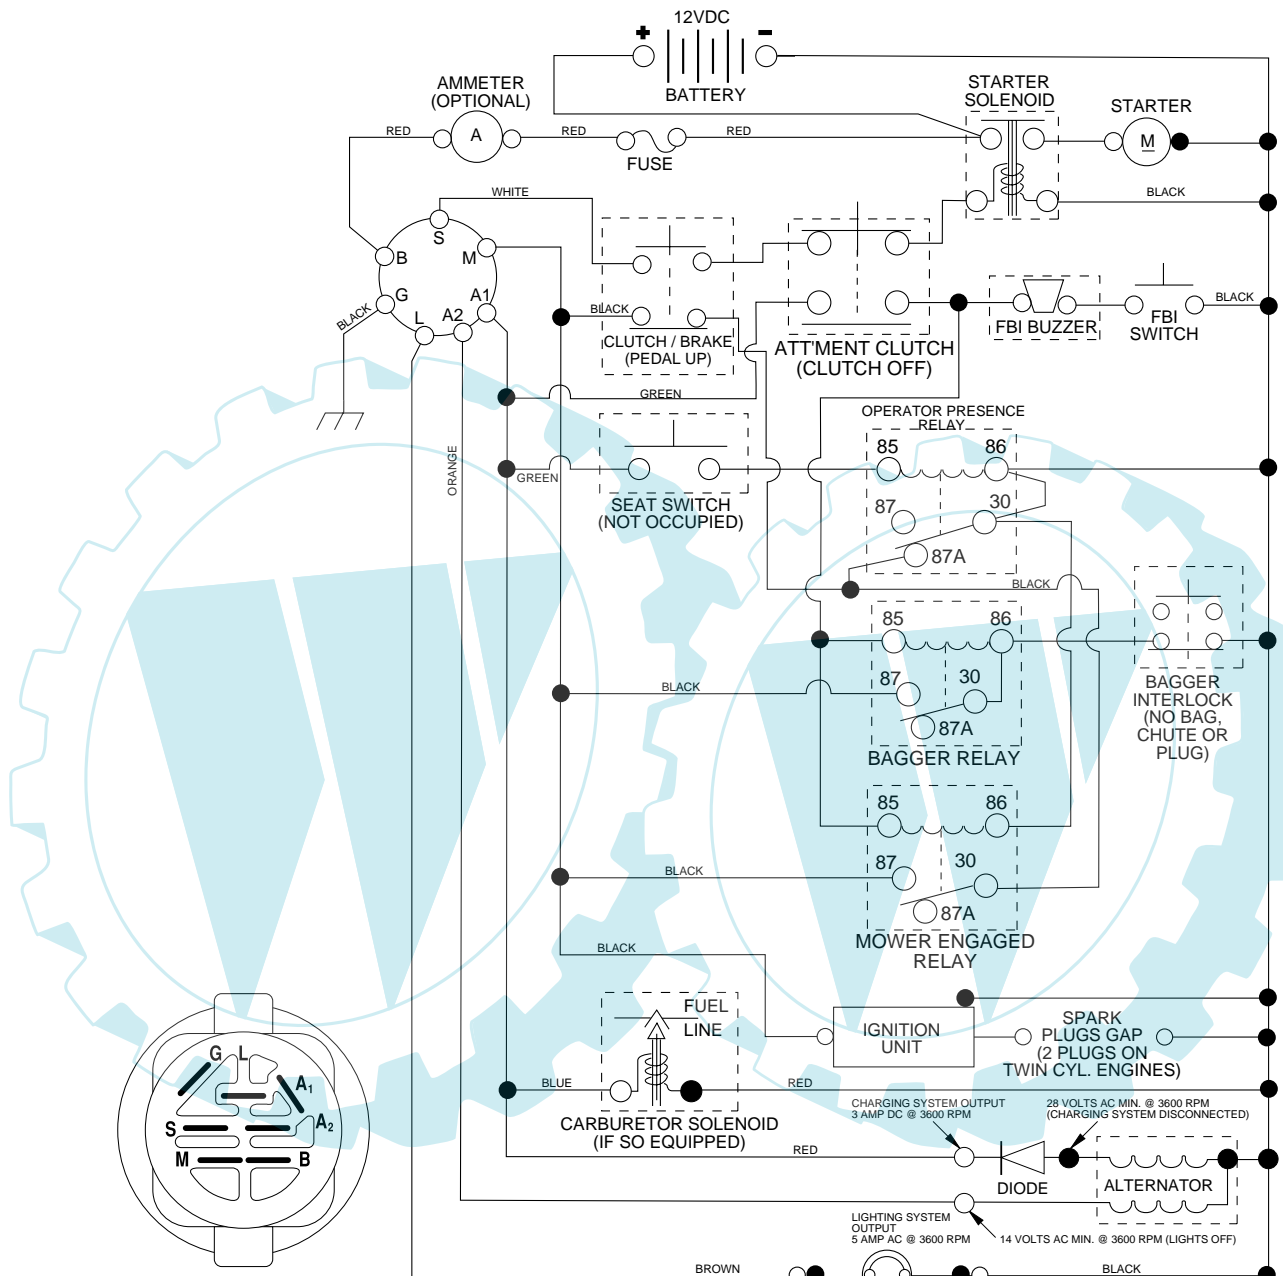 12VDC
+
-
BATTERY
AMMETER
(OPTIONAL)
STARTER
SOLENOID
STARTER
RED
A
RED
FUSE
RED
M
WHITE
BLACK
S
B
M
G
A1
A2
L
BLACK
BLACK
CLUTCH / BRAKE
(PEDAL UP)
ATT'MENT CLUTCH
(CLUTCH OFF)
FBI BUZZER
FBI
SWITCH
BLACK
GREEN
OPERATOR PRESENCE
RELAY
85
86
ORANGE
GREEN
SEAT SWITCH
(NOT OCCUPIED)
87
30
87A
BLACK
85
86
87
30
87A
BLACK
BAGGER RELAY
BAGGER
INTERLOCK
(NO BAG,
CHUTE OR
PLUG)
85
86
87
30
87A
BLACK
MOWER ENGAGED
RELAY
BLACK
FUEL
LINE
IGNITION
UNIT
SPARK
PLUGS GAP
(2 PLUGS ON
TWIN CYL. ENGINES)
BLUE
RED
CARBURETOR SOLENOID
(IF SO EQUIPPED)
CHARGING SYSTEM OUTPUT
3 AMP DC @ 3600 RPM
28 VOLTS AC MIN. @ 3600 RPM
(CHARGING SYSTEM DISCONNECTED)
G
L
A1
A2
S
M
B
RED
DIODE
ALTERNATOR
LIGHTING SYSTEM
OUTPUT
5 AMP AC @ 3600 RPM
14 VOLTS AC MIN. @ 3600 RPM (LIGHTS OFF)
BROWN
BLACK